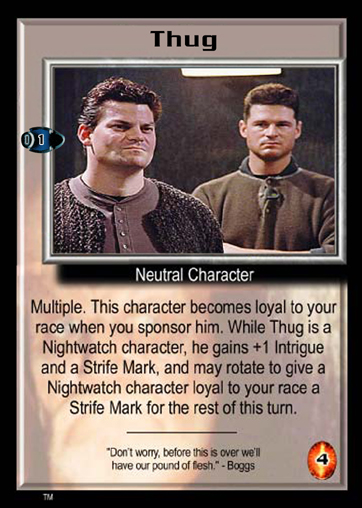 Thug
1
Neutral Character
Multiple. This character becomes loyal to your
race when you sponsor him. While Thug is a
Nightwatch character, he gains +1 Intrigue
and a Strife Mark, and may rotate to give a
Nightwatch character loyal to your race a
Strife Mark for the rest of this turn.
"Don't worry, before this is over we'll
have our pound of flesh." - Boggs
4
TM